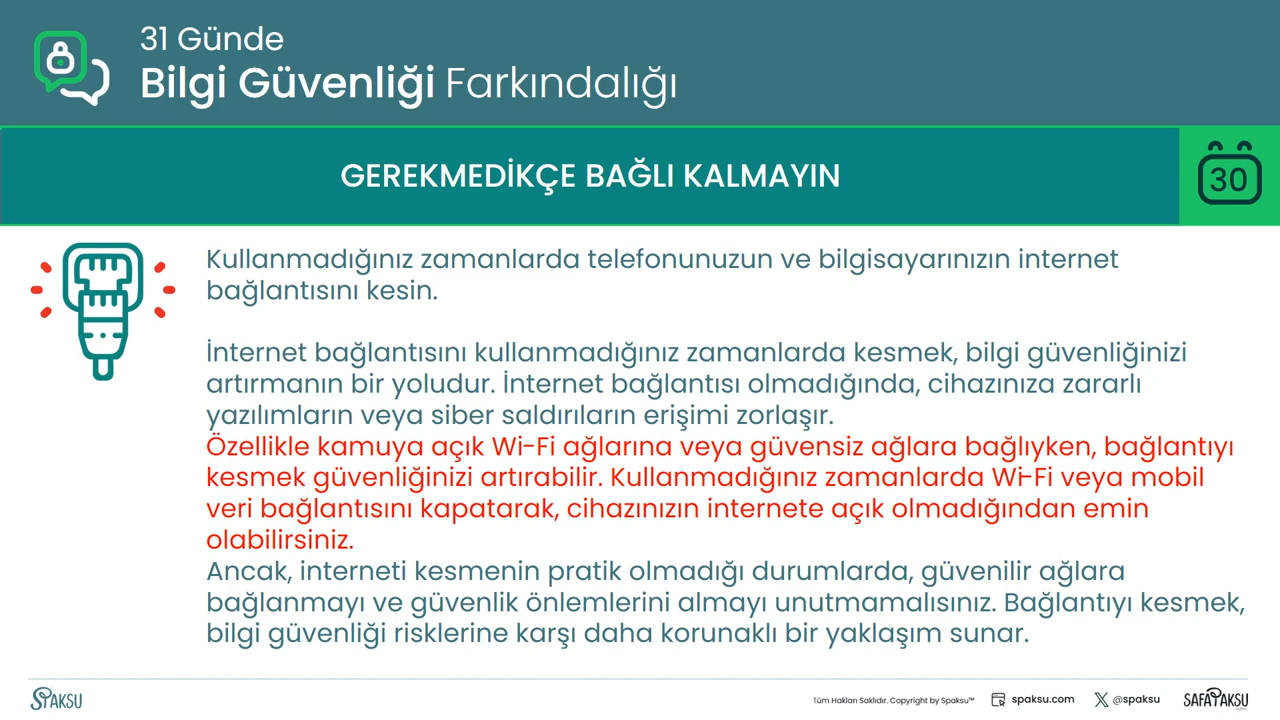 31 Günde
Bilgi Güvenliği Farkındalığı
GEREKMEDİKÇE BAĞLI KALMAYIN
30
Kullanmadığınız zamanlarda telefonunuzun ve bilgisayarınızın internet
bağlantısını kesin.
İnternet bağlantısını kullanmadığınız zamanlarda kesmek, bilgi güvenliğinizi
artırmanın bir yoludur. İnternet bağlantısı olmadığında, cihazınıza zararlı
yazılımların veya siber saldırıların erişimi zorlaşır.
Özellikle kamuya açık Wi-Fi ağlarına veya güvensiz ağlara bağlıyken, bağlantıyı
kesmek güvenliğinizi artırabilir. Kullanmadığınız zamanlarda Wi-Fi veya mobil
veri bağlantısını kapatarak, cihazınızın internete açık olmadığından emin
olabilirsiniz.
Ancak, interneti kesmenin pratik olmadığı durumlarda, güvenilir ağlara
bağlanmayı ve güvenlik önlemlerini almayı unutmamalısınız. Bağlantıyı kesmek,
bilgi güvenliği risklerine karşı daha korunaklı bir yaklaşım sunar.
SPAKSU
Tüm Hakları Saklıdır. Copyright by Spaksu™
spaksu.com
@spaksu
SAFA PAKSU